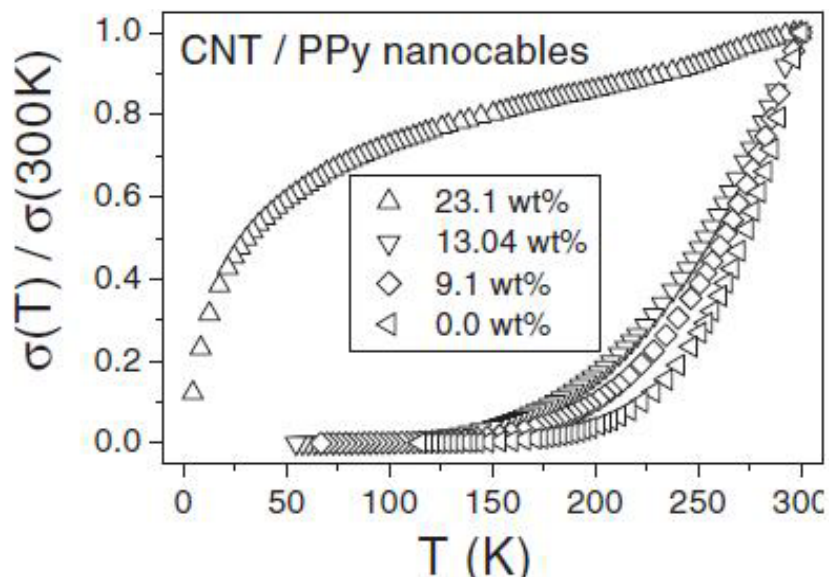 CNT / PPy nanocables
σ(T) / σ(300K)
1.0
0.8
0.6
0.4
0.2
0.0
23.1 wt%
13.04 wt%
9.1 wt%
0.0 wt%
0 50 100 150 200 250 300
T (K)